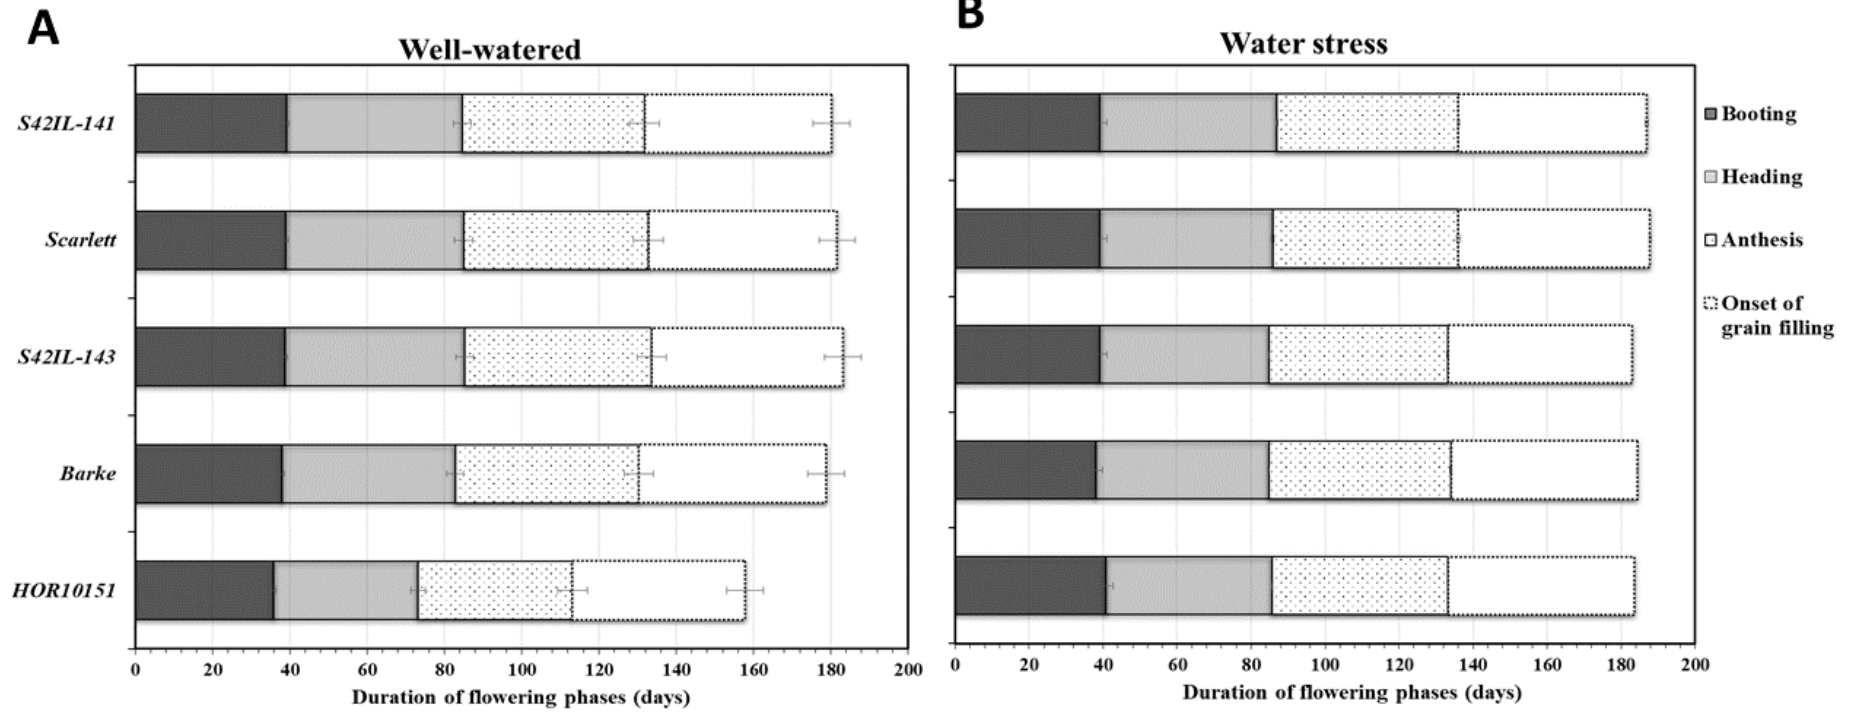 A
Well-watered
S42IL-141
Scarlett
S42IL-143
Barke
HOR10151
0 20 40 60 80 100 120 140 160 180 200
Duration of flowering phases (days)
B
Water stress
0 20 40 60 80 100 120 140 160 180 200
Duration of flowering phases (days)
Booting
Heading
Anthesis
Onset of
grain filling